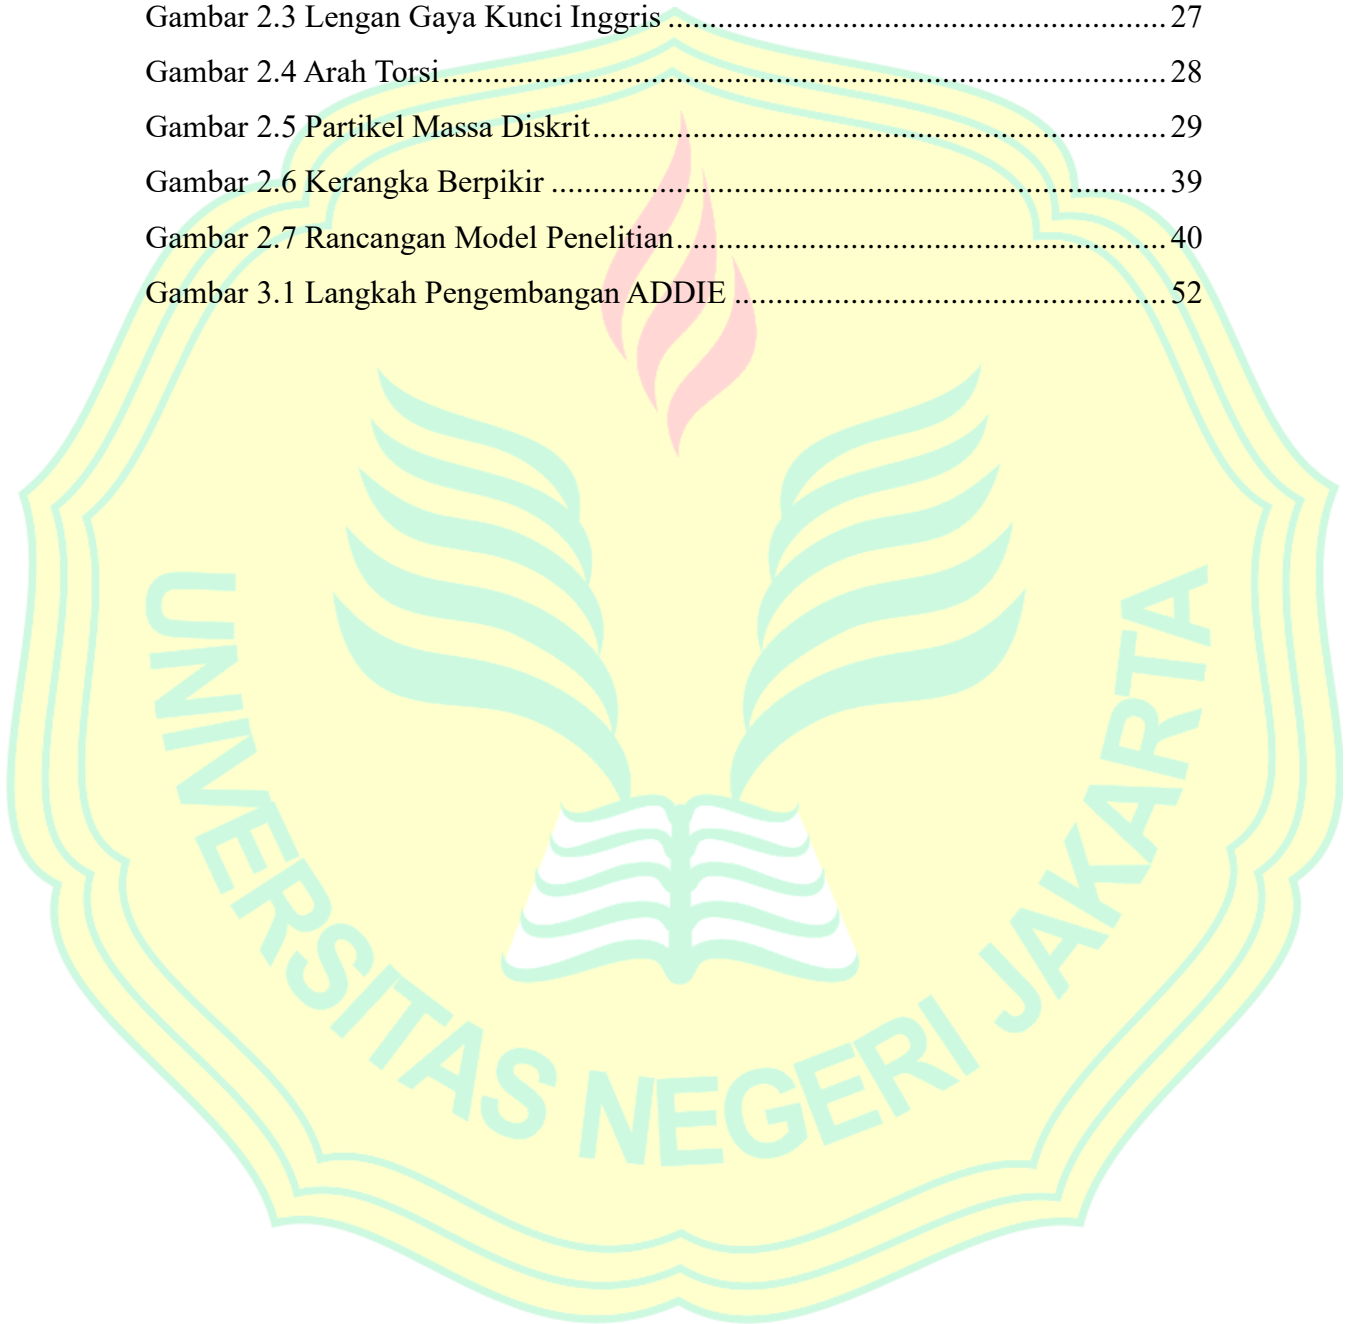 Gambar 2.3 Lengan Gaya Kunci Inggris ............................................................. 27
Gambar 2.4 Arah Torsi ........................................................................................ 28
Gambar 2.5 Partikel Massa Diskrit ...................................................................... 29
Gambar 2.6 Kerangka Berpikir ........................................................................... 39
Gambar 2.7 Rancangan Model Penelitian ............................................................ 40
Gambar 3.1 Langkah Pengembangan ADDIE ..................................................... 52
UNIVERSITAS NEGERI JAKARTA